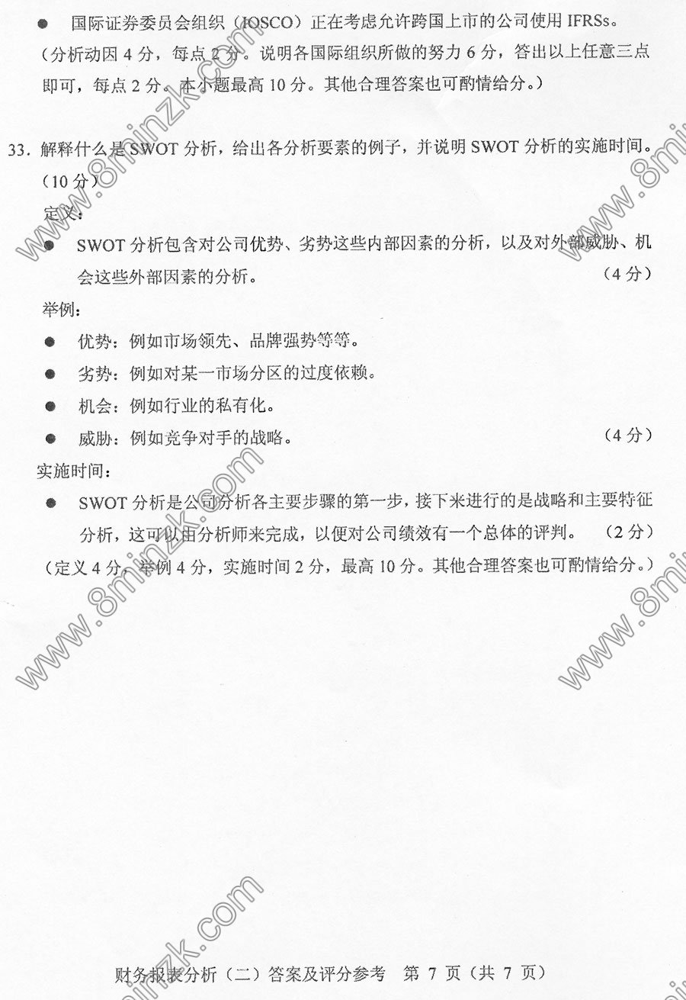 ● 国际证券委员会组织（IOSCO）正在考虑允许跨国上市的公司使用 IFRSs。
（分析动因 4 分，每点 2 分。说明各国际组织所做的努力 6 分，答出以上任意三点
即可，每点 2 分。本小题最高 10 分。其他合理答案也可酌情给分。）
33．解释什么是 SWOT 分析，给出各分析要素的例子，并说明 SWOT 分析的实施时间。
（10 分）
定义：
● SWOT 分析包含对公司优势、劣势这些内部因素的分析，以及对外部威胁、机
会这些外部因素的分析。 （4 分）
举例：
● 优势：例如市场领先、品牌强势等等。
● 劣势：例如对某一市场分区的过度依赖。
● 机会：例如行业的私有化。
● 威胁：例如竞争对手的战略。 （4 分）
实施时间：
● SWOT 分析是公司分析各主要步骤的第一步，接下来进行的是战略和主要特征
分析，这可以由分析师来完成，以便对公司绩效有一个总体的评判。 （2 分）
（定义 4 分，举例 4 分，实施时间 2 分，最高 10 分。其他合理答案也可酌情给分。）
财务报表分析（二）答案及评分参考 第 7 页（共 7 页）
www.8minzk.com
www.8min
www.8minzk.com
www.8min
www.8minzk.com